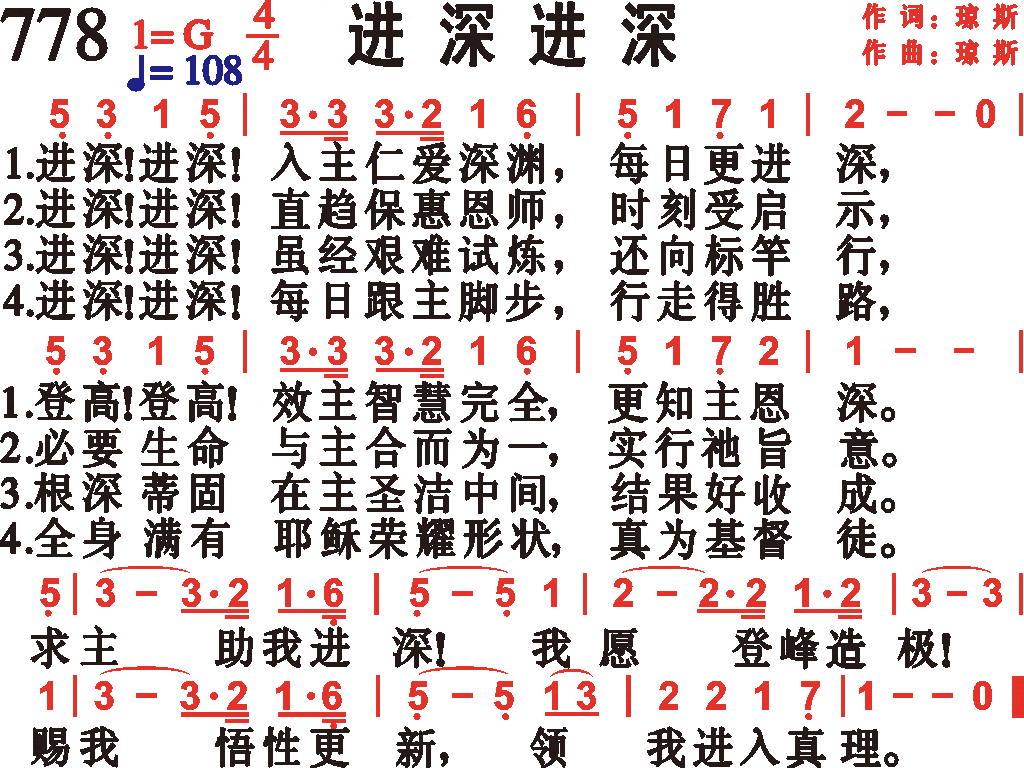 778 1=G 4/4 进深进深 作词:琼斯
♩=108 作曲:琼斯
5 3 1 5 | 3·3 3·2 1 6 | 5 1 7 1 | 2 - - 0 |
1.进深!进深! 入主仁爱深渊, 每日更进 深,
2.进深!进深! 直趋保惠恩师, 时刻受启 示,
3.进深!进深! 虽经艰难试炼, 还向标竿 行,
4.进深!进深! 每日跟主脚步, 行走得胜 路,
5 3 1 5 | 3·3 3·2 1 6 | 5 1 7 2 | 1 - - |
1.登高!登高! 效主智慧完全, 更知主恩 深。
2.必要生命 与主合而为一, 实行祂旨 意。
3.根深蒂固 在主圣洁中间, 结果好收 成。
4.全身满有 耶稣荣耀形状, 真为基督 徒。
5 | 3 - 3·2 1·6 | 5 - 5 1 | 2 - 2·2 1·2 | 3 - 3 |
求主 助我进 深! 我愿 登峰造 极!
1 | 3 - 3·2 1·6 | 5 - 5 1 3 | 2 2 1 7 | 1 - - 0
赐我 悟性更 新, 领 我进入真理。